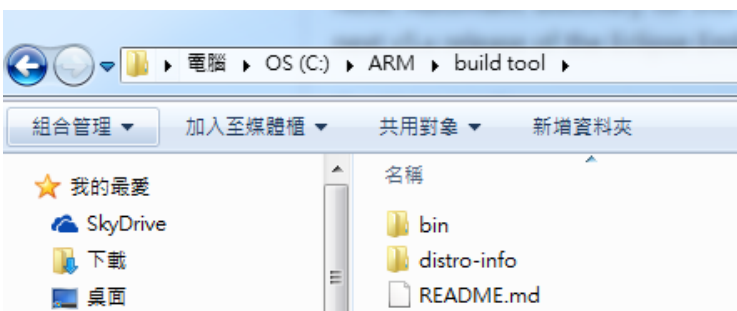 電腦 OS (C:) ARM build tool
組合管理 加入至媒體櫃 共用對象 新增資料夾
我的最愛
SkyDrive
下載
桌面
名稱
bin
distro-info
README.md